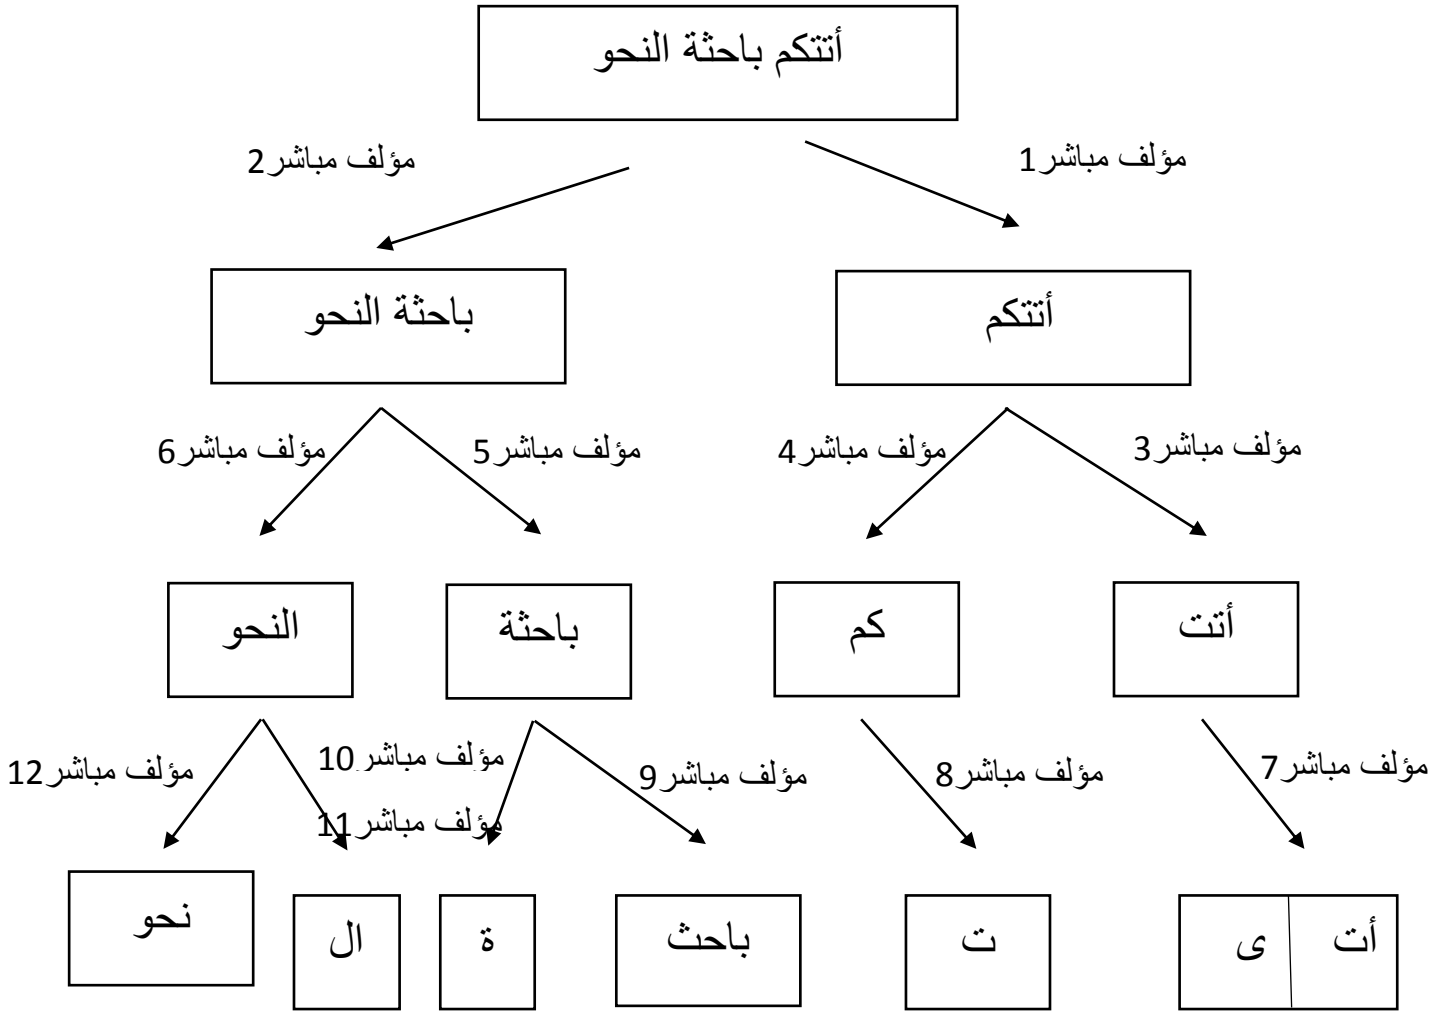 أتتكم باحثة النحو
مؤلف مباشر1
مؤلف مباشر2
أتتكم
باحثة النحو
مؤلف مباشر3
مؤلف مباشر4
مؤلف مباشر5
مؤلف مباشر6
أتت
كم
باحثة
النحو
مؤلف مباشر7
مؤلف مباشر8
مؤلف مباشر9
مؤلف مباشر10
مؤلف مباشر11
مؤلف مباشر12
أت
ى
ت
باحث
ة
ال
نحو